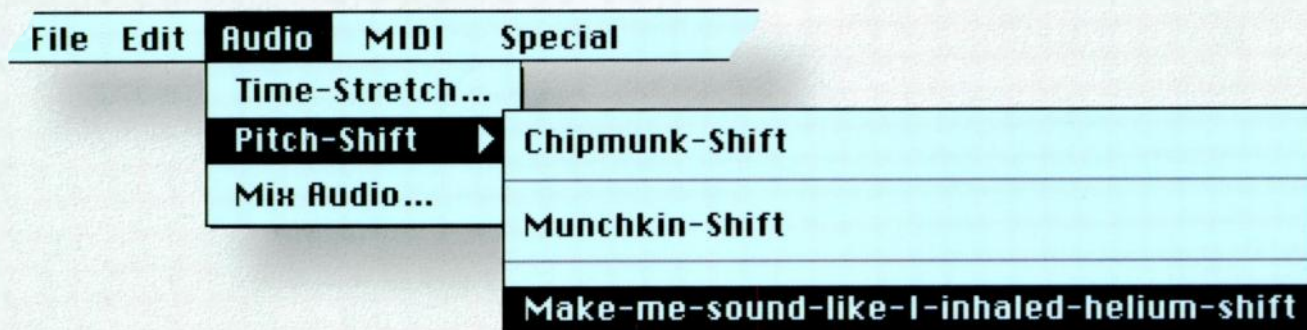 File Edit Audio MIDI Special
Time-Stretch...
Pitch-Shift
Mix Audio...
Chipmunk-Shift
Munchkin-Shift
Make-me-sound-like-I-inhaled-helium-shift